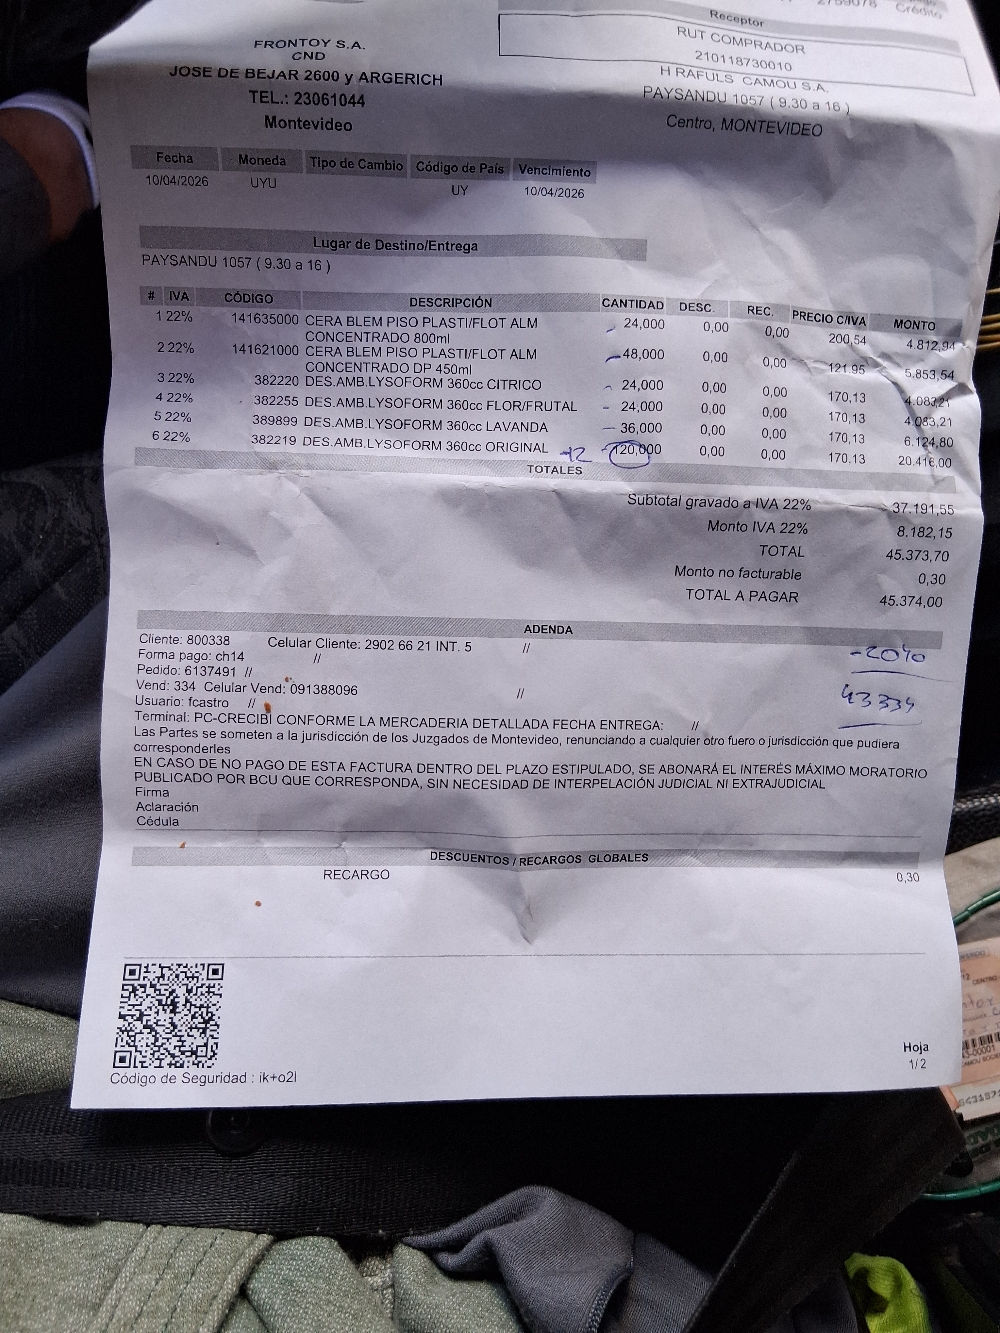 Crédito
Receptor
RUT COMPRADOR
210118730010
H RAFULS CAMOU S.A.
PAYSANDU 1057 ( 9.30 a 16 )
Centro, MONTEVIDEO
FRONTOY S.A.
CND
JOSE DE BEJAR 2600 y ARGERICH
TEL.: 23061044
Montevideo
Fecha Moneda Tipo de Cambio Código de País Vencimiento
10/04/2026 UYU UY 10/04/2026
Lugar de Destino/Entrega
PAYSANDU 1057 ( 9.30 a 16 )
# IVA CÓDIGO DESCRIPCIÓN CANTIDAD DESC. REC. PRECIO C/IVA MONTO
1 22% 141635000 CERA BLEM PISO PLASTI/FLOT ALM 24,000 0,00 0,00 200,54 4.812,94
CONCENTRADO 800ml
2 22% 141621000 CERA BLEM PISO PLASTI/FLOT ALM 48,000 0,00 0,00 121,95 5.853,54
CONCENTRADO DP 450ml
3 22% 382220 DES.AMB.LYSOFORM 360cc CITRICO 24,000 0,00 0,00 170,13 4.083,21
4 22% 382255 DES.AMB.LYSOFORM 360cc FLOR/FRUTAL 24,000 0,00 0,00 170,13 4.083,21
5 22% 389899 DES.AMB.LYSOFORM 360cc LAVANDA 36,000 0,00 0,00 170,13 6.124,80
6 22% 382219 DES.AMB.LYSOFORM 360cc ORIGINAL -12 120,000 0,00 0,00 170,13 20.416,00
TOTALES
Subtotal gravado a IVA 22% 37.191,55
Monto IVA 22% 8.182,15
TOTAL 45.373,70
Monto no facturable 0,30
TOTAL A PAGAR 45.374,00
ADENDA
Cliente: 800338 Celular Cliente: 2902 66 21 INT. 5 //
Forma pago: ch14 //
Pedido: 6137491 //
Vend: 334 Celular Vend: 091388096 //
Usuario: fcastro //
-2040
43334
Terminal: PC-CRECIBÍ CONFORME LA MERCADERIA DETALLADA FECHA ENTREGA: //
Las Partes se someten a la jurisdicción de los Juzgados de Montevideo, renunciando a cualquier otro fuero o jurisdicción que pudiera
corresponderles
EN CASO DE NO PAGO DE ESTA FACTURA DENTRO DEL PLAZO ESTIPULADO, SE ABONARÁ EL INTERÉS MÁXIMO MORATORIO
PUBLICADO POR BCU QUE CORRESPONDA, SIN NECESIDAD DE INTERPELACIÓN JUDICIAL NI EXTRAJUDICIAL
Firma
Aclaración
Cédula
DESCUENTOS / RECARGOS GLOBALES
RECARGO 0,30
Código de Seguridad : ik+o2l
Hoja
1/2